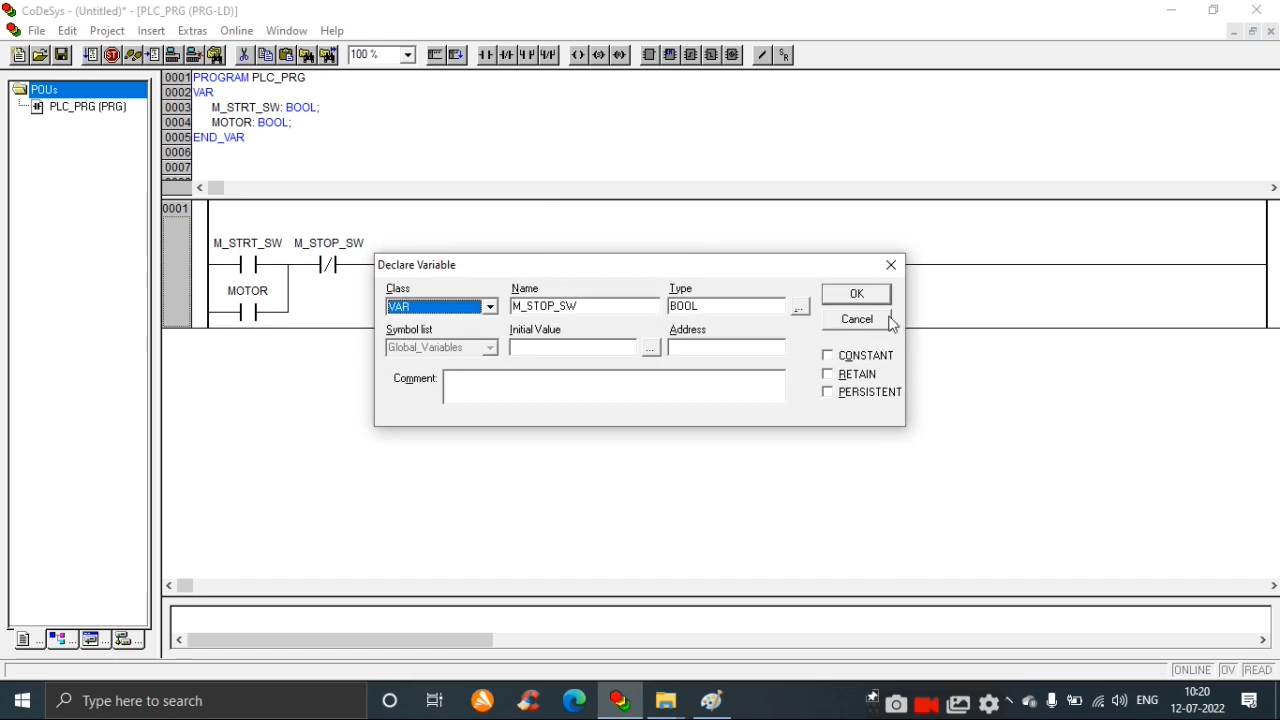 CoDeSys - (Untitled)* - [PLC_PRG (PRG-LD)]
File Edit Project Insert Extras Online Window Help
100 %
POUs
PLC_PRG (PRG)
0001 PROGRAM PLC_PRG
0002 VAR
0003 M_STRT_SW: BOOL;
0004 MOTOR: BOOL;
0005 END_VAR
0006
0007
0001
M_STRT_SW M_STOP_SW
MOTOR
Declare Variable
Class Name Type
VAR M_STOP_SW BOOL ... OK
Symbol list Initial Value Address Cancel
Global_Variables ...
CONSTANT
Comment: RETAIN
PERSISTENT
ONLINE OV READ
Type here to search
ENG
10:20
12-07-2022